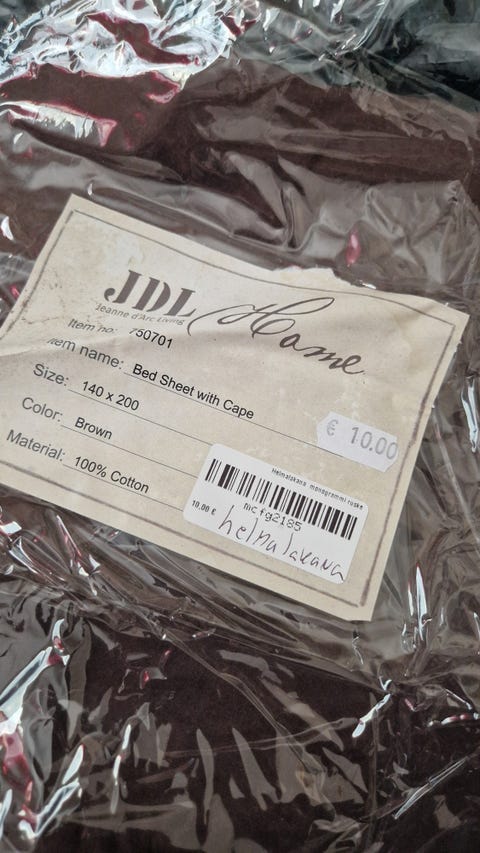 JDL Home
Jeanne d'Arc Living
Item no: 750701
Item name: Bed Sheet with Cape
Size: 140 x 200
Color: Brown
Material: 100% Cotton
€ 10.00
Helmalakana monogrammi ruske
10.00 €
mcfg2185
helmalakana